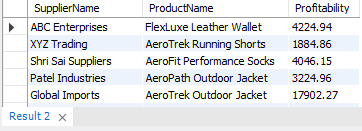 SupplierName ProductName Profitability
ABC Enterprises FlexLuxe Leather Wallet 4224.94
XYZ Trading AeroTrek Running Shorts 1884.86
Shri Sai Suppliers AeroFit Performance Socks 4046.15
Patel Industries AeroPath Outdoor Jacket 3224.96
Global Imports AeroTrek Outdoor Jacket 17902.27
Result 2